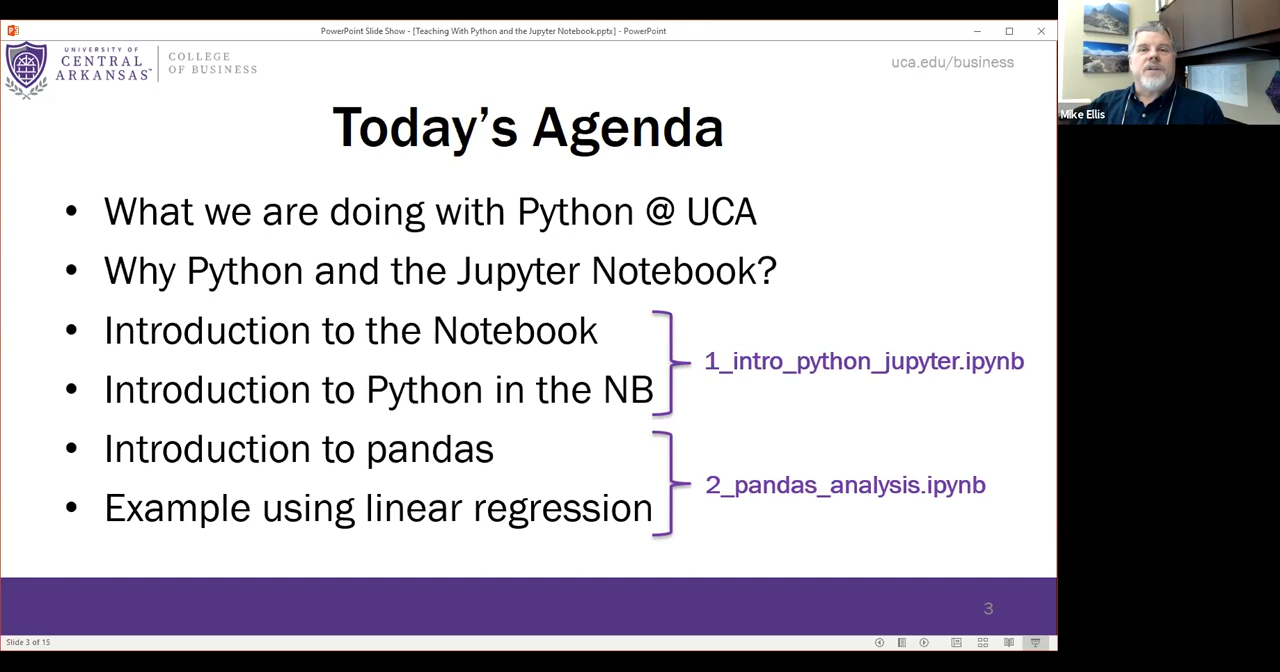 PowerPoint Slide Show - [Teaching With Python and the Jupyter Notebook.pptx] - PowerPoint
UNIVERSITY OF
CENTRAL
ARKANSAS™
COLLEGE
OF BUSINESS
uca.edu/business
Today's Agenda
• What we are doing with Python @ UCA
• Why Python and the Jupyter Notebook?
• Introduction to the Notebook
• Introduction to Python in the NB
1_intro_python_jupyter.ipynb
• Introduction to pandas
• Example using linear regression
2_pandas_analysis.ipynb
3
Slide 3 of 15
Mike Ellis